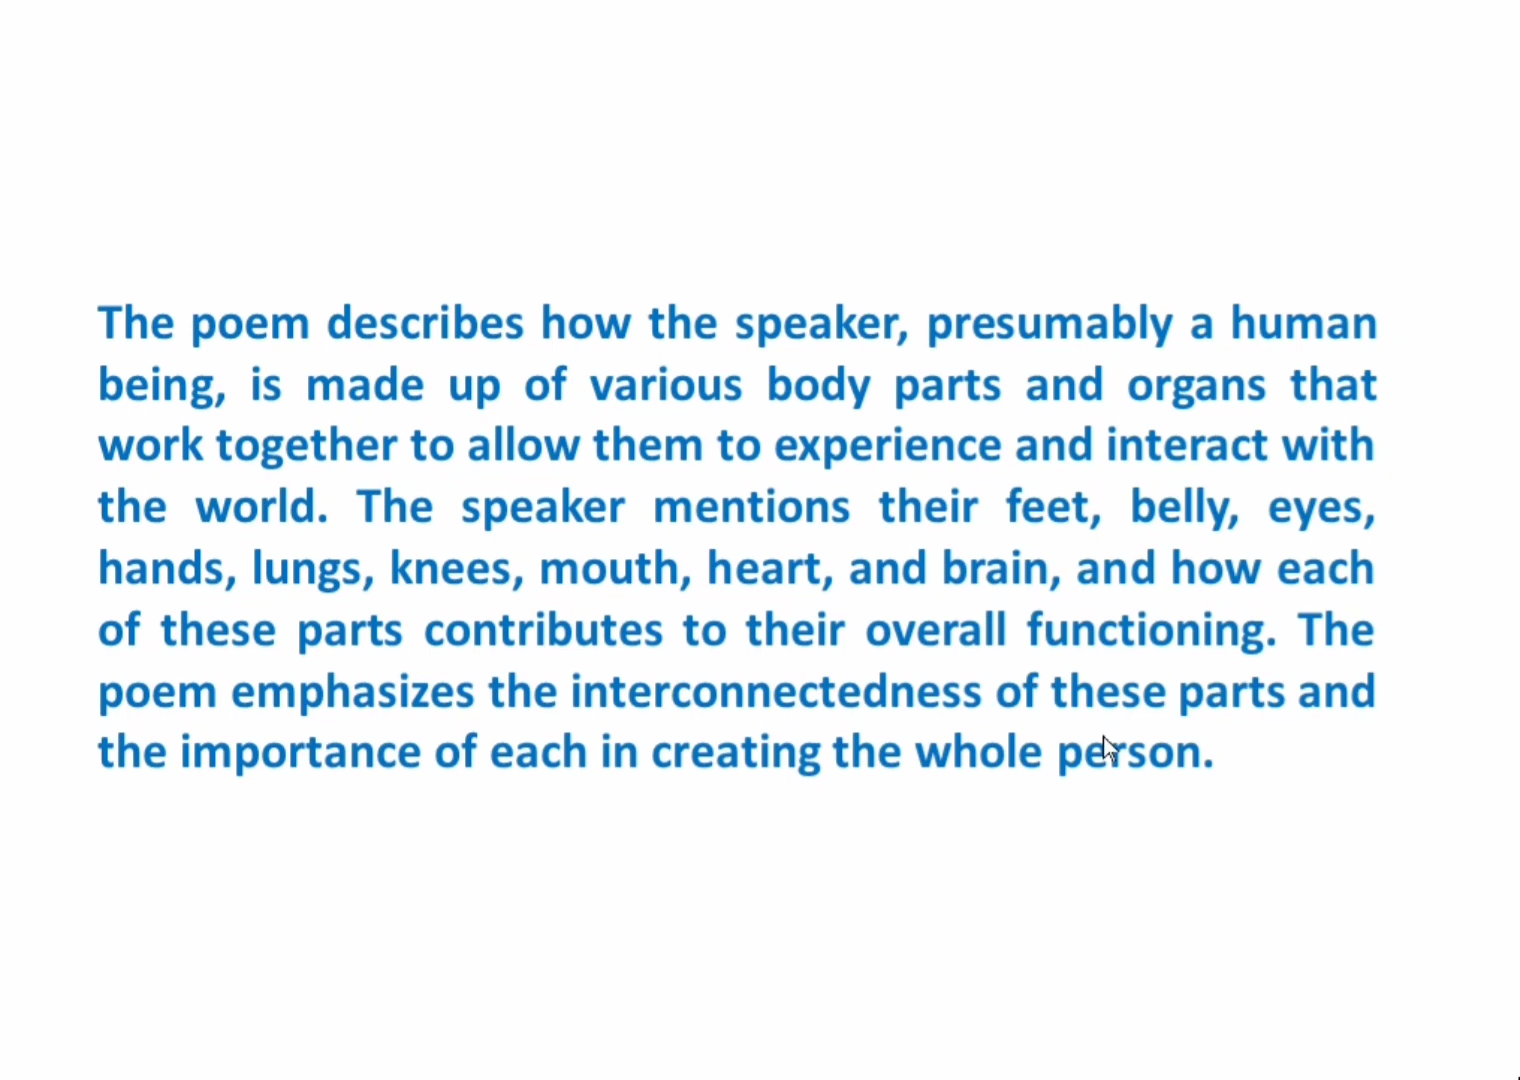 The poem describes how the speaker, presumably a human
being, is made up of various body parts and organs that
work together to allow them to experience and interact with
the world. The speaker mentions their feet, belly, eyes,
hands, lungs, knees, mouth, heart, and brain, and how each
of these parts contributes to their overall functioning. The
poem emphasizes the interconnectedness of these parts and
the importance of each in creating the whole person.